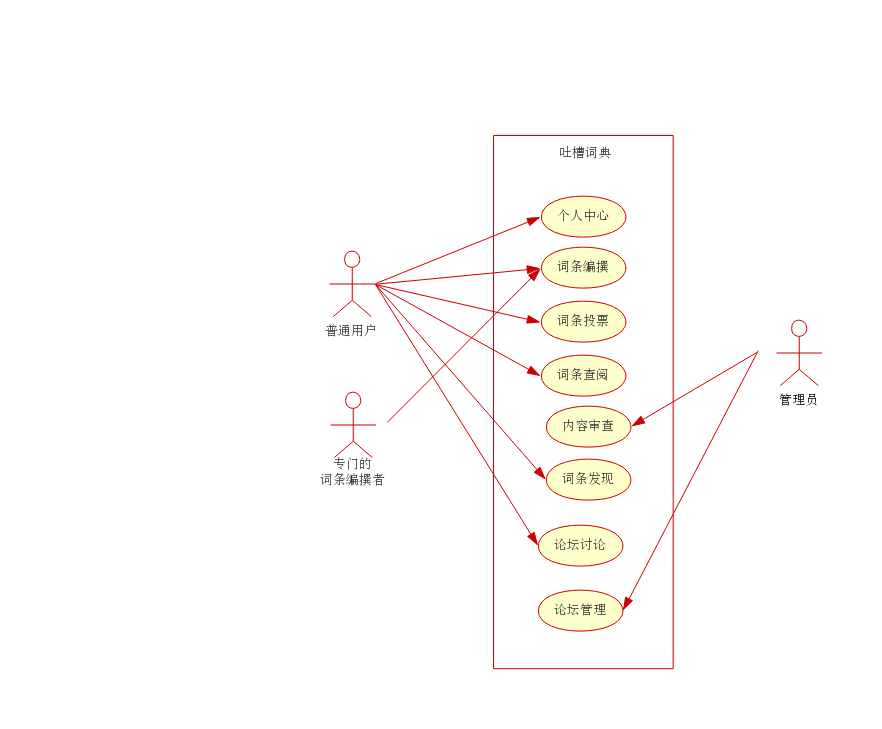 吐槽词典
个人中心
词条编撰
词条投票
词条查阅
内容审查
词条发现
论坛讨论
论坛管理
普通用户
专门的
词条编撰者
管理员